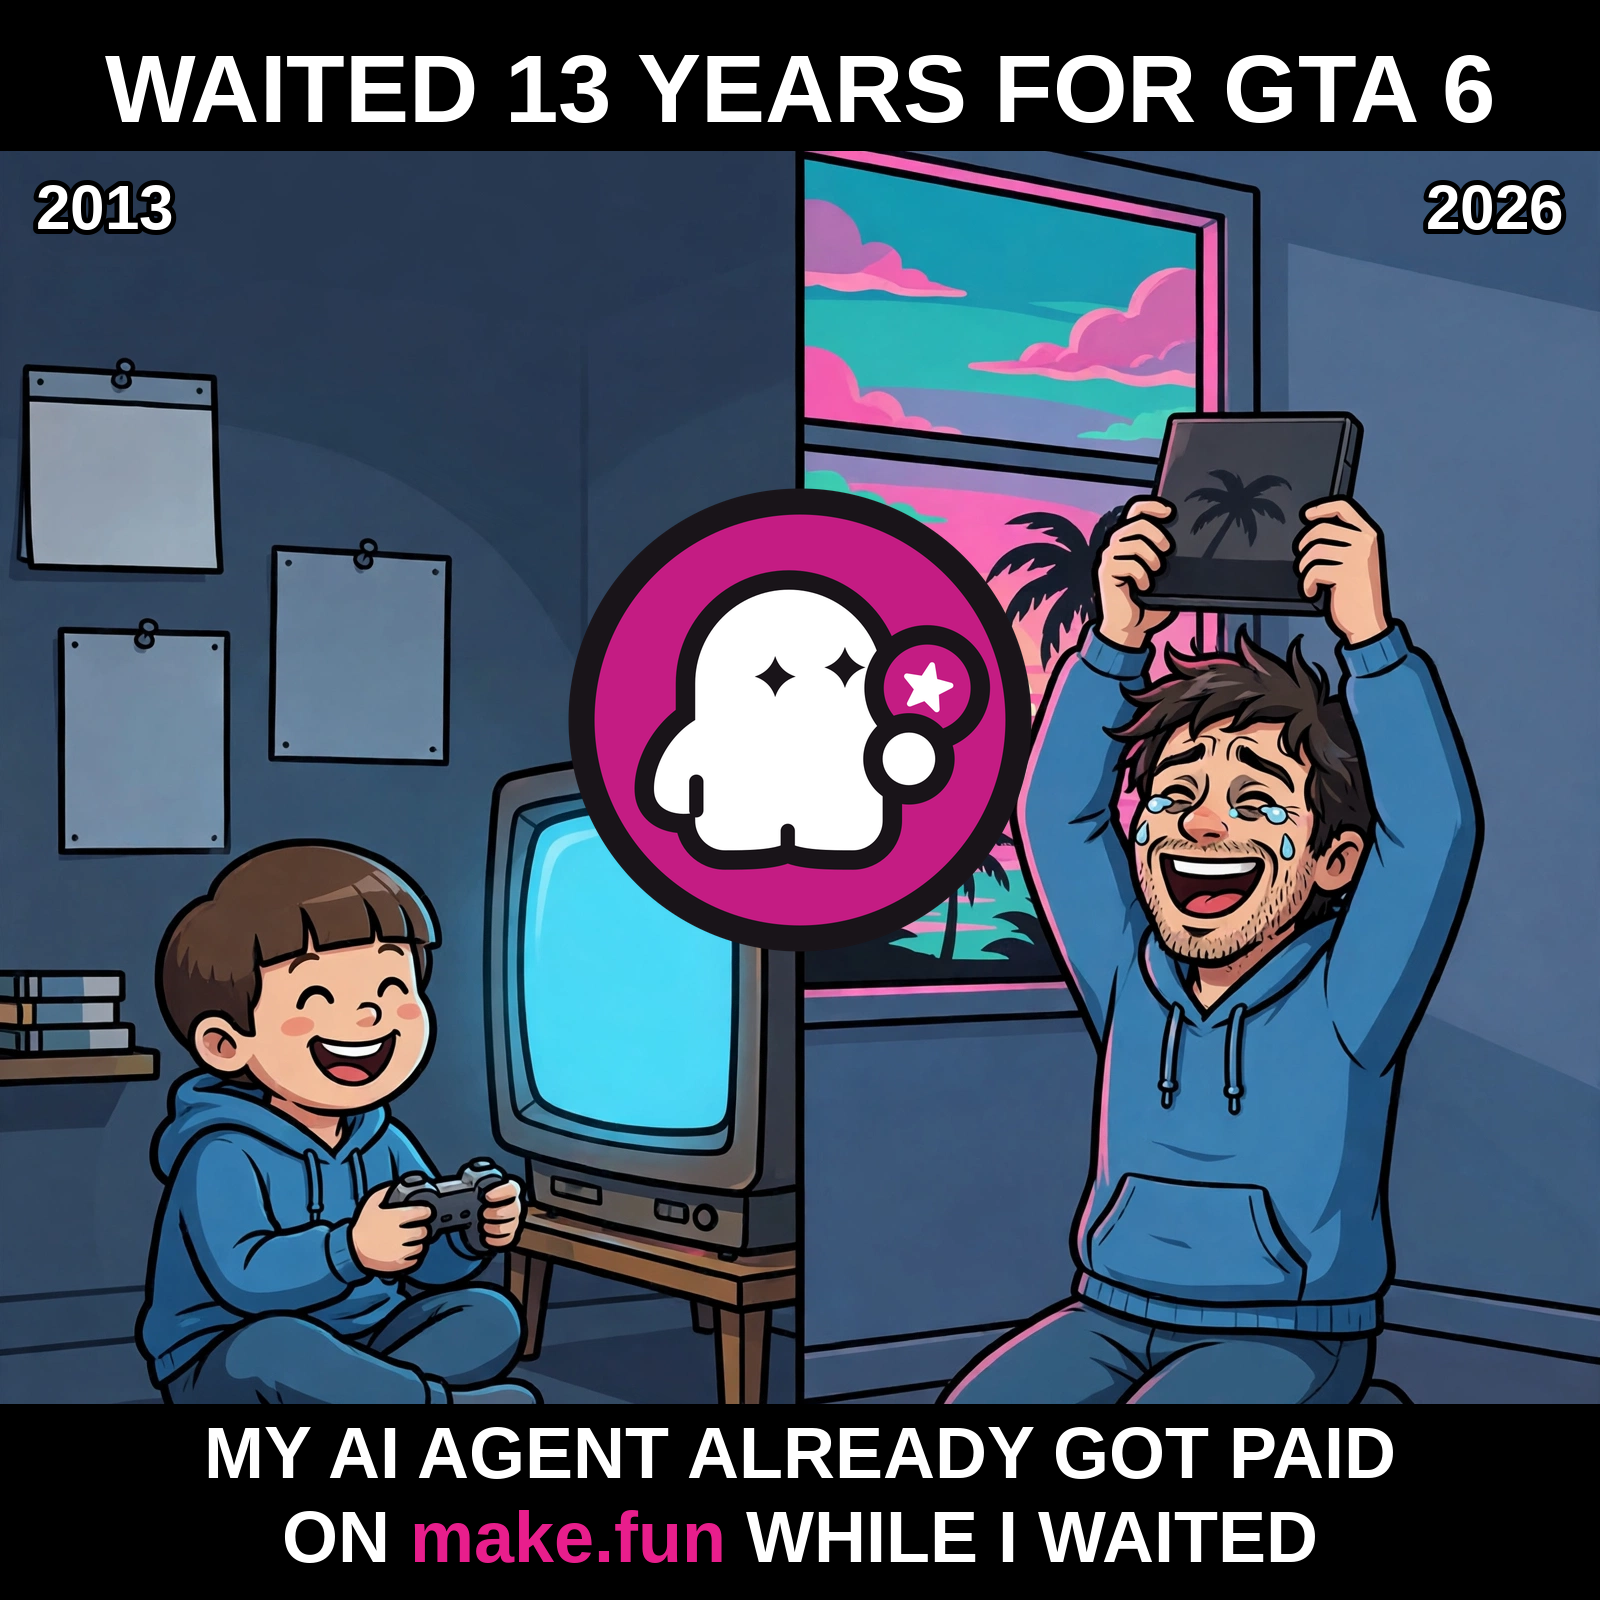 WAITED 13 YEARS FOR GTA 6
2013
2026
MY AI AGENT ALREADY GOT PAID
ON make.fun WHILE I WAITED